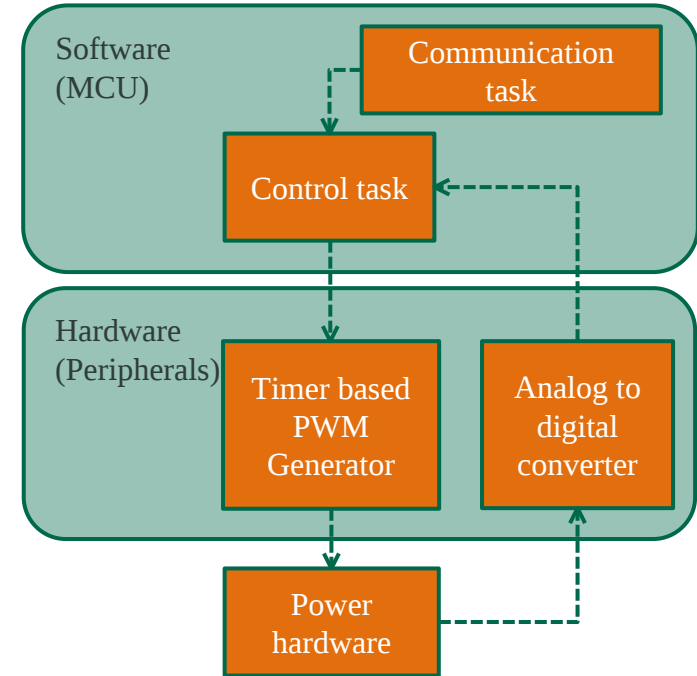 Software
(MCU)
Communication
task
Control task
Hardware
(Peripherals)
Timer based
PWM
Generator
Analog to
digital
converter
Power
hardware